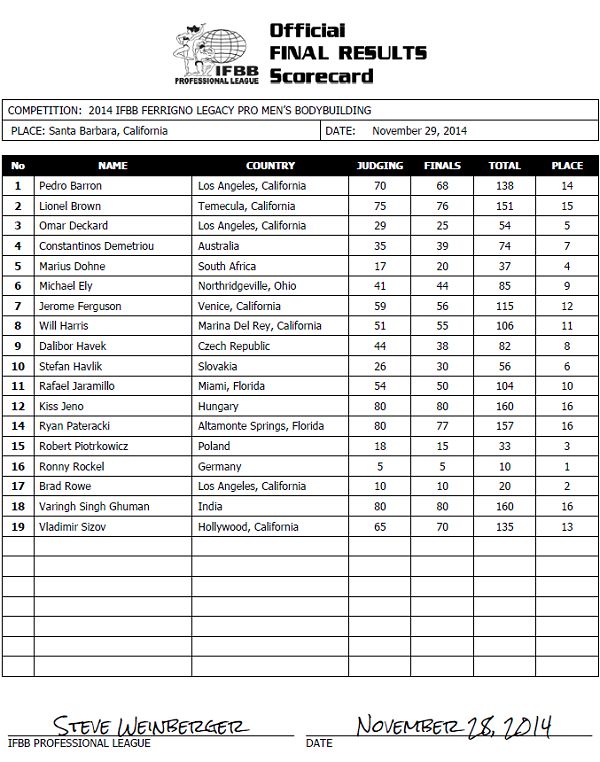 IFBB
PROFESSIONAL LEAGUE
Official
FINAL RESULTS
Scorecard
COMPETITION: 2014 IFBB FERRIGNO LEGACY PRO MEN'S BODYBUILDING
PLACE: Santa Barbara, California DATE: November 29, 2014
No NAME COUNTRY JUDGING FINALS TOTAL PLACE
1 Pedro Barron Los Angeles, California 70 68 138 14
2 Lionel Brown Temecula, California 75 76 151 15
3 Omar Deckard Los Angeles, California 29 25 54 5
4 Constantinos Demetriou Australia 35 39 74 7
5 Marius Dohne South Africa 17 20 37 4
6 Michael Ely Northridgeville, Ohio 41 44 85 9
7 Jerome Ferguson Venice, California 59 56 115 12
8 Will Harris Marina Del Rey, California 51 55 106 11
9 Dalibor Havek Czech Republic 44 38 82 8
10 Stefan Havlik Slovakia 26 30 56 6
11 Rafael Jaramillo Miami, Florida 54 50 104 10
12 Kiss Jeno Hungary 80 80 160 16
14 Ryan Pateracki Altamonte Springs, Florida 80 77 157 16
15 Robert Piotrkowicz Poland 18 15 33 3
16 Ronny Rockel Germany 5 5 10 1
17 Brad Rowe Los Angeles, California 10 10 20 2
18 Varingh Singh Ghuman India 80 80 160 16
19 Vladimir Sizov Hollywood, California 65 70 135 13
STEVE WEINBERGER NOVEMBER 28, 2014
IFBB PROFESSIONAL LEAGUE DATE